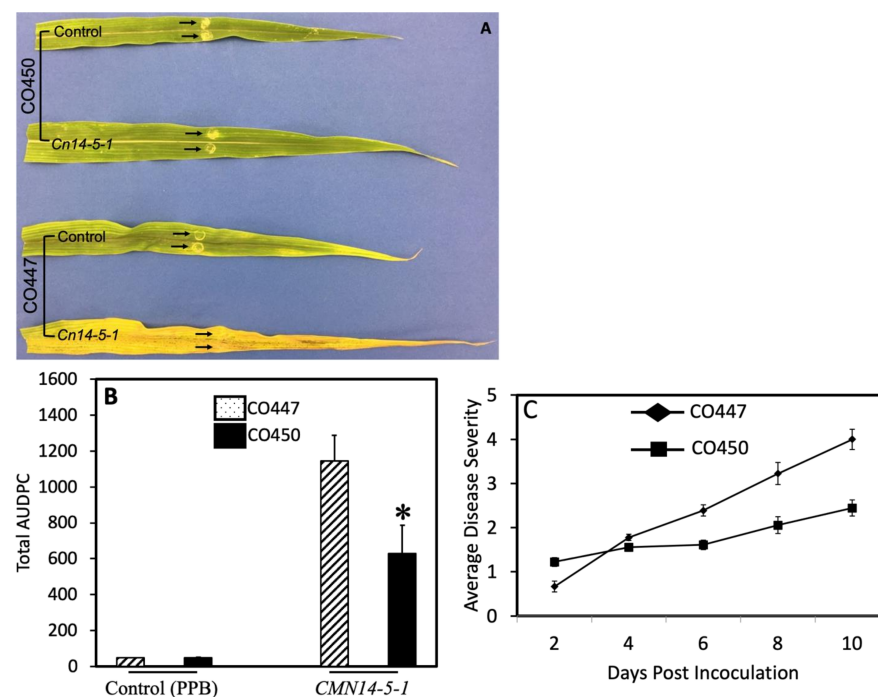 A
Control
CO450
Cn14-5-1
Control
CO447
Cn14-5-1
B
1600
1400
1200
1000
800
600
400
200
0
Total AUDPC
CO447
CO450
*
Control (PPB)
CMN14-5-1
C
5
4
3
2
1
0
Average Disease Severity
CO447
CO450
2 4 6 8 10
Days Post Incoculation